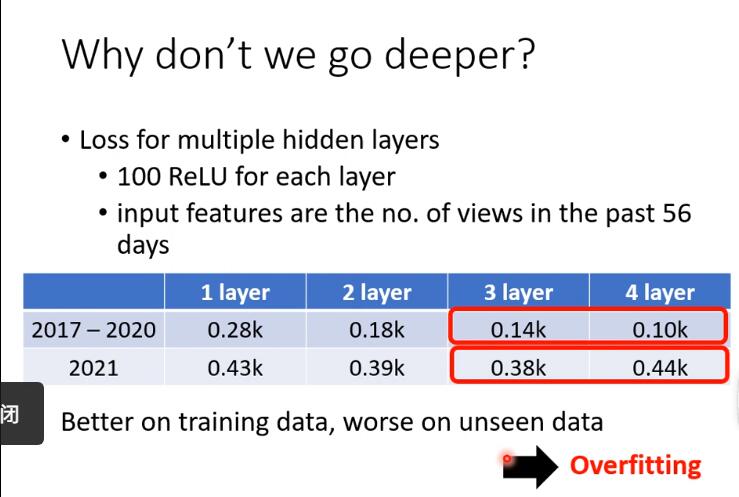 Why don't we go deeper?
• Loss for multiple hidden layers
• 100 ReLU for each layer
• input features are the no. of views in the past 56
days
1 layer 2 layer 3 layer 4 layer
2017 – 2020 0.28k 0.18k 0.14k 0.10k
2021 0.43k 0.39k 0.38k 0.44k
闭
Better on training data, worse on unseen data
Overfitting